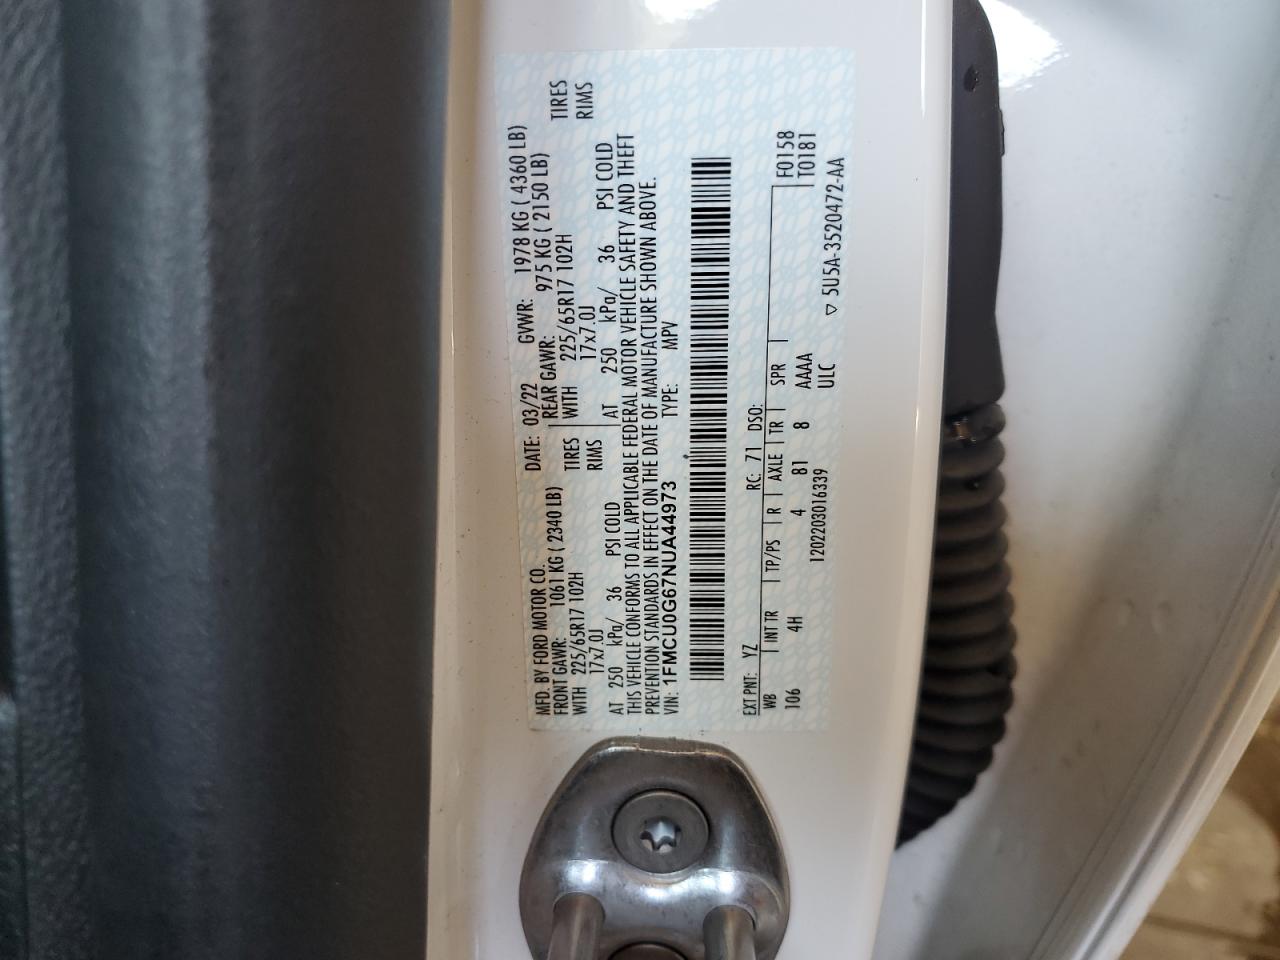 MFD. BY FORD MOTOR CO.
DATE: 03/22 GVWR: 1978 KG ( 4360 LB)
FRONT GAWR: 1061 KG ( 2340 LB)
REAR GAWR: 975 KG ( 2150 LB)
WITH 225/65R17 102H TIRES
WITH 225/65R17 102H TIRES
17x7.0J RIMS
17x7.0J RIMS
AT 250 kPa/ 36 PSI COLD
AT 250 kPa/ 36 PSI COLD
THIS VEHICLE CONFORMS TO ALL APPLICABLE FEDERAL MOTOR VEHICLE SAFETY AND THEFT
PREVENTION STANDARDS IN EFFECT ON THE DATE OF MANUFACTURE SHOWN ABOVE.
VIN: 1FMCU0G67NUA44973 TYPE: MPV
EXT PNT: YZ RC: 71 DSO:
F0158
WB INT TR TP/PS R AXLE TR SPR T0181
106 4H 4 B1 8 AAAA
ULC
1202203016339
▽ 5U5A-3520472-AA